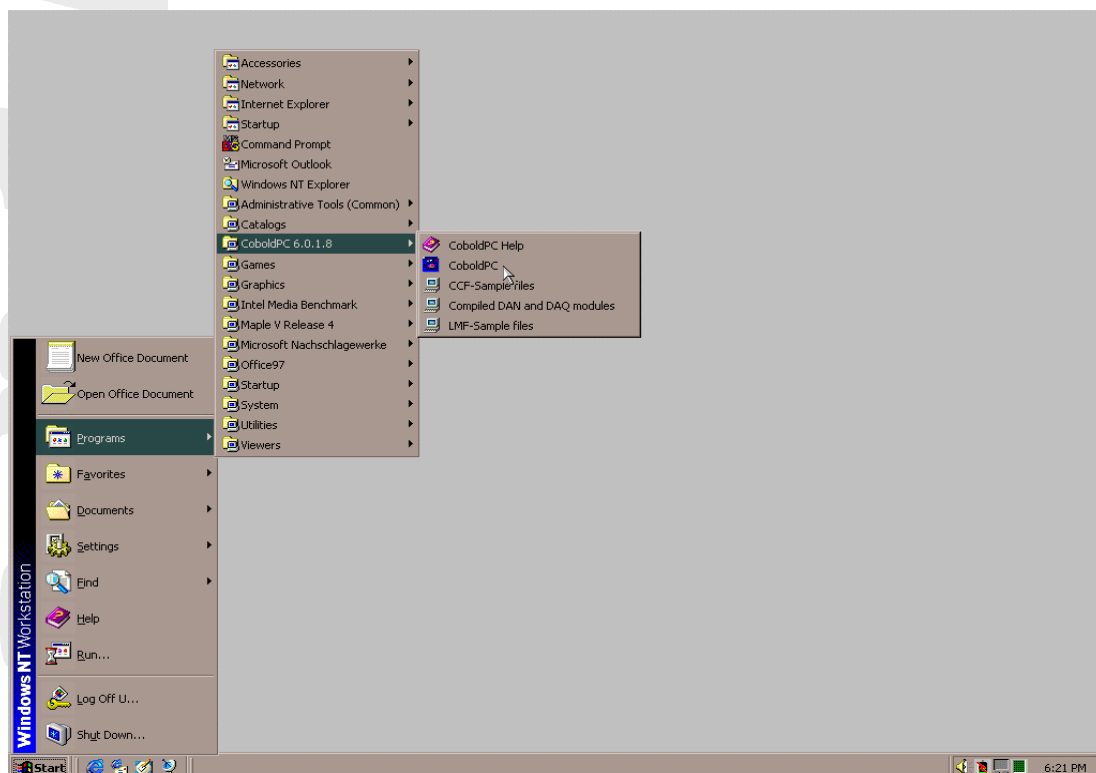 Accessories
Network
Internet Explorer
Startup
Command Prompt
Microsoft Outlook
Windows NT Explorer
Administrative Tools (Common)
Catalogs
CoboldPC 6.0.1.8
Games
Graphics
Intel Media Benchmark
Maple V Release 4
Microsoft Nachschlagewerke
Office97
Startup
System
Utilities
Viewers
CoboldPC Help
CoboldPC
CCF-Sample files
Compiled DAN and DAQ modules
LMF-Sample files
New Office Document
Open Office Document
Programs
Favorites
Documents
Settings
Find
Help
Run...
Log Off U...
Shut Down...
Windows NT Workstation
Start
6:21 PM